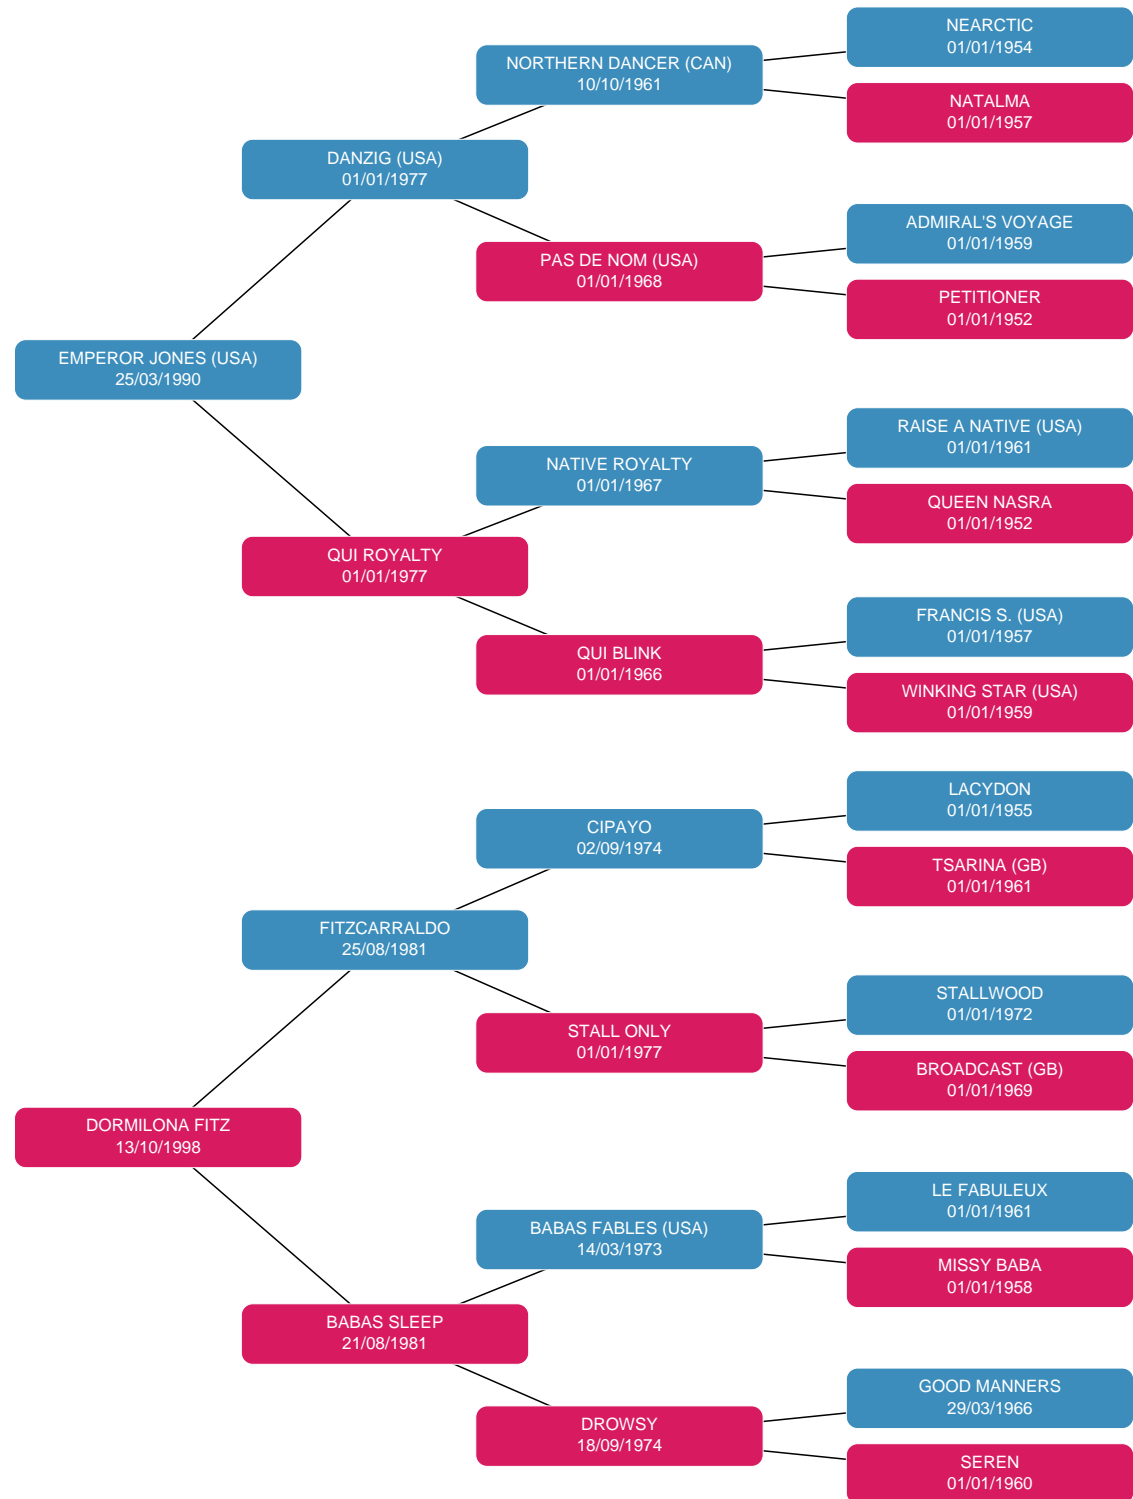 NEARCTIC
01/01/1954
NORTHERN DANCER (CAN)
10/10/1961
NATALMA
01/01/1957
DANZIG (USA)
01/01/1977
ADMIRAL'S VOYAGE
01/01/1959
PAS DE NOM (USA)
01/01/1968
PETITIONER
01/01/1952
EMPEROR JONES (USA)
25/03/1990
RAISE A NATIVE (USA)
01/01/1961
NATIVE ROYALTY
01/01/1967
QUEEN NASRA
01/01/1952
QUI ROYALTY
01/01/1977
FRANCIS S. (USA)
01/01/1957
QUI BLINK
01/01/1966
WINKING STAR (USA)
01/01/1959
LACYDON
01/01/1955
CIPAYO
02/09/1974
TSARINA (GB)
01/01/1961
FITZCARRALDO
25/08/1981
STALLWOOD
01/01/1972
STALL ONLY
01/01/1977
BROADCAST (GB)
01/01/1969
DORMILONA FITZ
13/10/1998
LE FABULEUX
01/01/1961
BABAS FABLES (USA)
14/03/1973
MISSY BABA
01/01/1958
BABAS SLEEP
21/08/1981
GOOD MANNERS
29/03/1966
DROWSY
18/09/1974
SEREN
01/01/1960